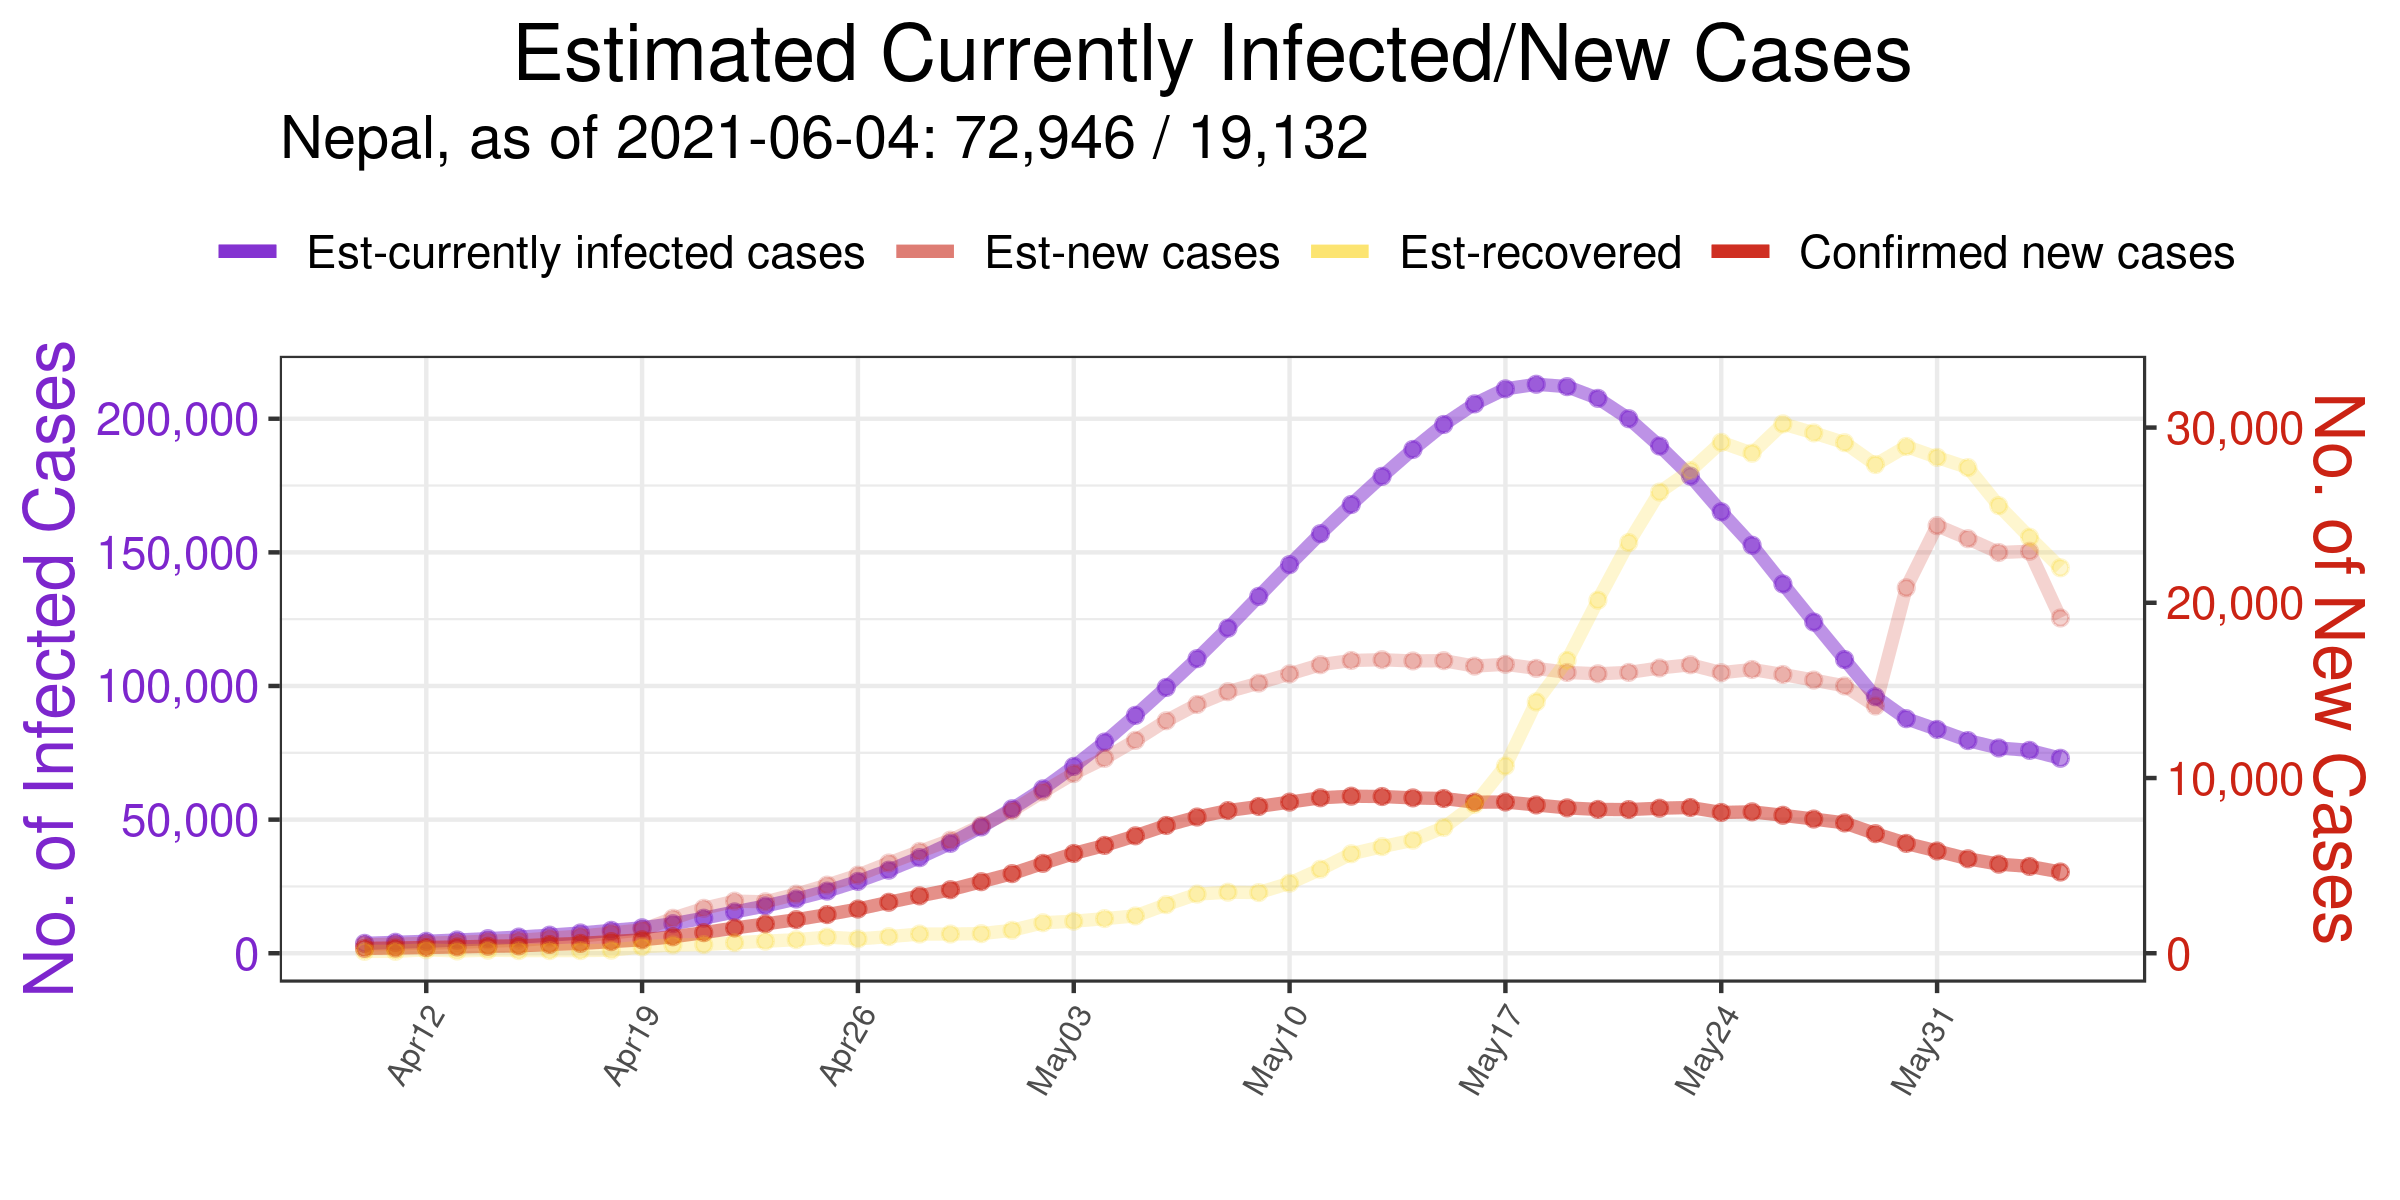 Estimated Currently Infected/New Cases
Nepal, as of 2021-06-04: 72,946 / 19,132
Est-currently infected cases Est-new cases Est-recovered Confirmed new cases
No. of Infected Cases
200,000
150,000
100,000
50,000
0
30,000
20,000
10,000
0
No. of New Cases
Apr12 Apr19 Apr26 May03 May10 May17 May24 May31